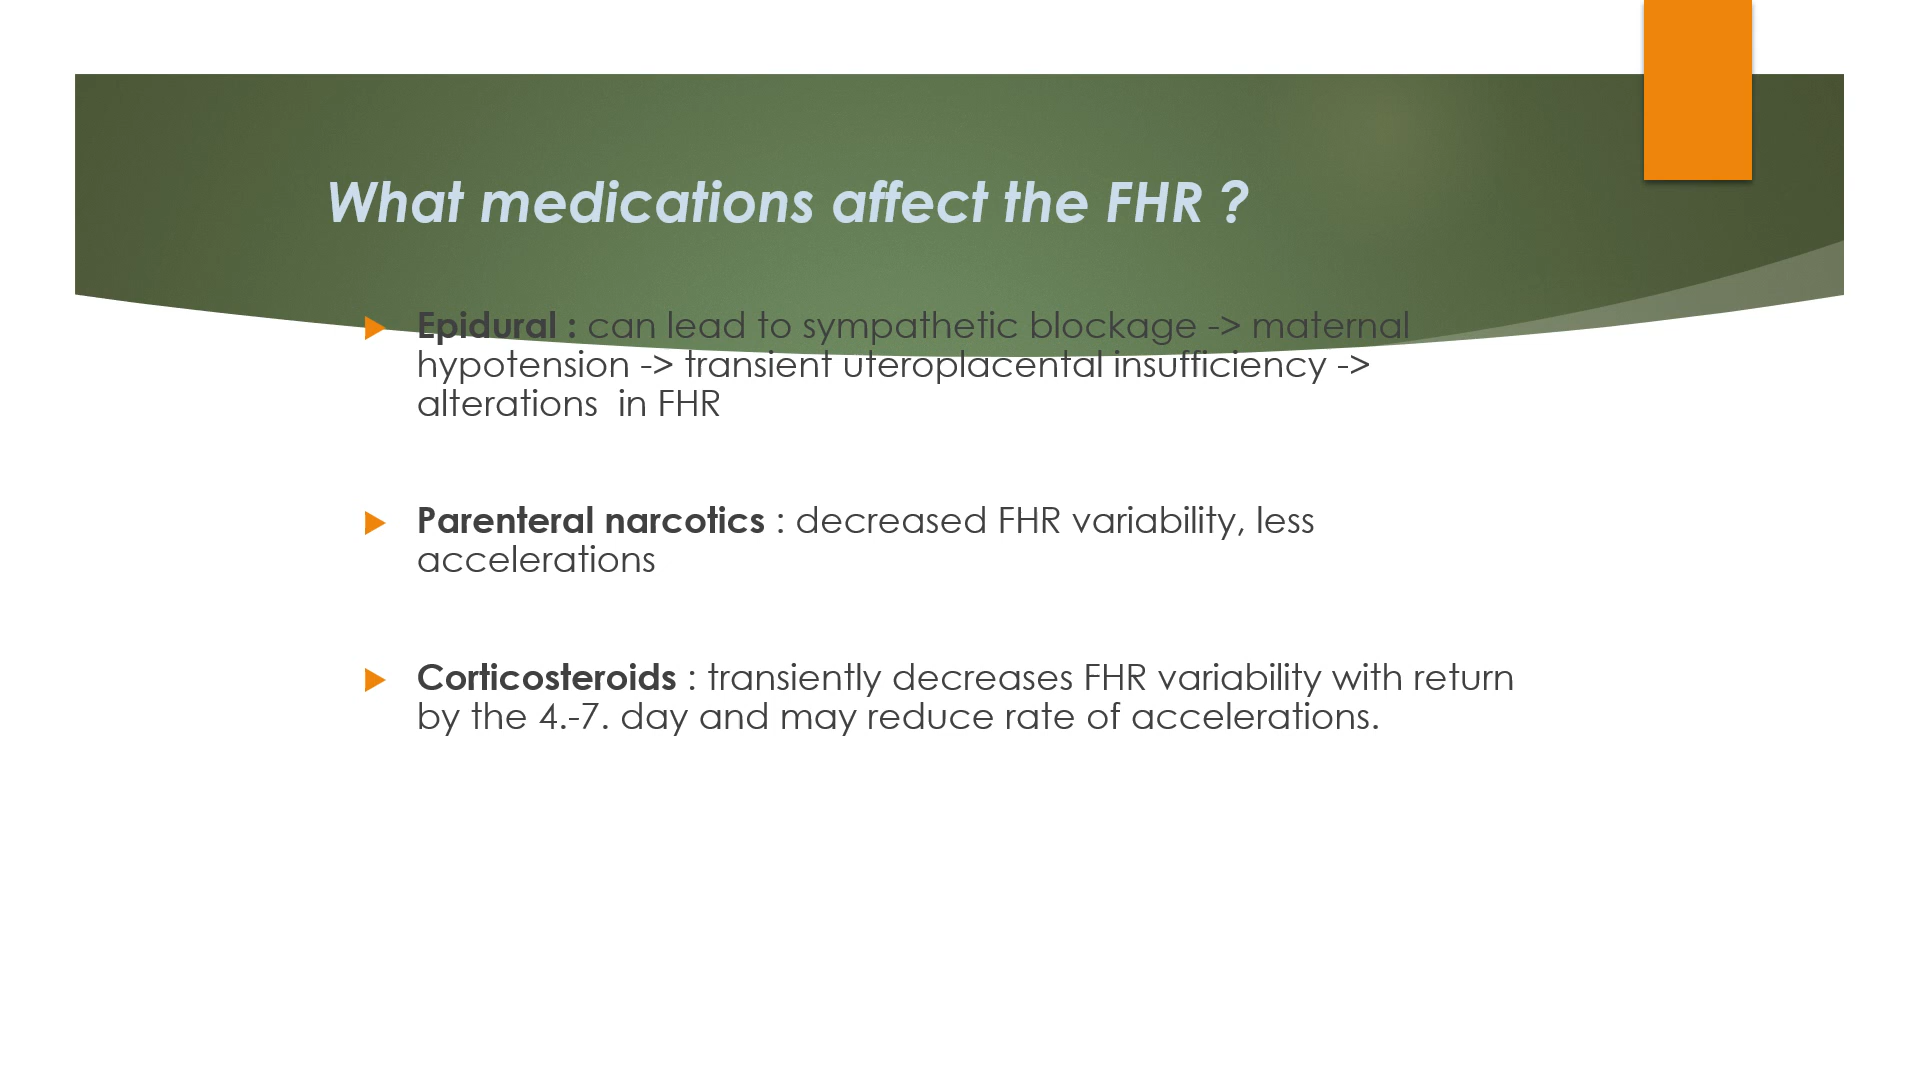 What medications affect the FHR ?
Epidural : can lead to sympathetic blockage -> maternal
hypotension -> transient uteroplacental insufficiency ->
alterations  in FHR
Parenteral narcotics : decreased FHR variability, less
accelerations
Corticosteroids : transiently decreases FHR variability with return
by the 4.-7. day and may reduce rate of accelerations.